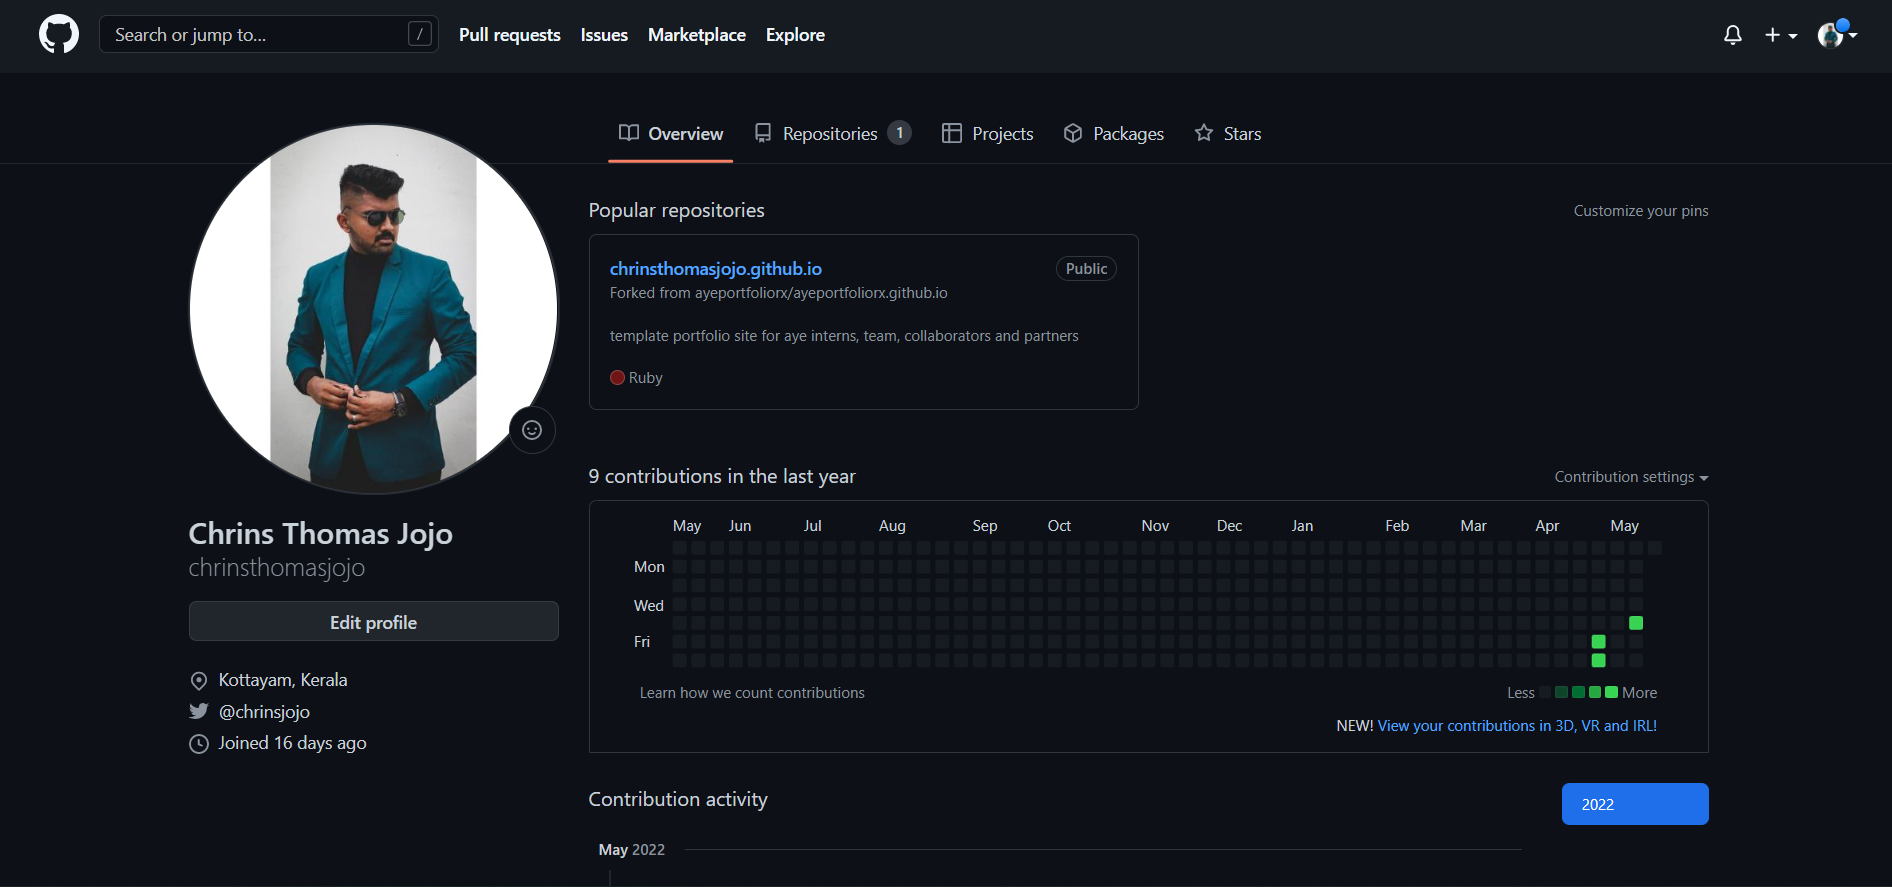 Search or jump to...
/
Pull requests
Issues
Marketplace
Explore
Overview
Repositories 1
Projects
Packages
Stars
Popular repositories
Customize your pins
chrinsthomasjojo.github.io
Public
Forked from ayeportfoliorx/ayeportfoliorx.github.io
template portfolio site for aye interns, team, collaborators and partners
Ruby
Chrins Thomas Jojo
chrinsthomasjojo
Edit profile
Kottayam, Kerala
@chrinsjojo
Joined 16 days ago
9 contributions in the last year
Contribution settings
May Jun Jul Aug Sep Oct Nov Dec Jan Feb Mar Apr May
Mon
Wed
Fri
Learn how we count contributions
Less
More
NEW! View your contributions in 3D, VR and IRL!
Contribution activity
2022
May 2022